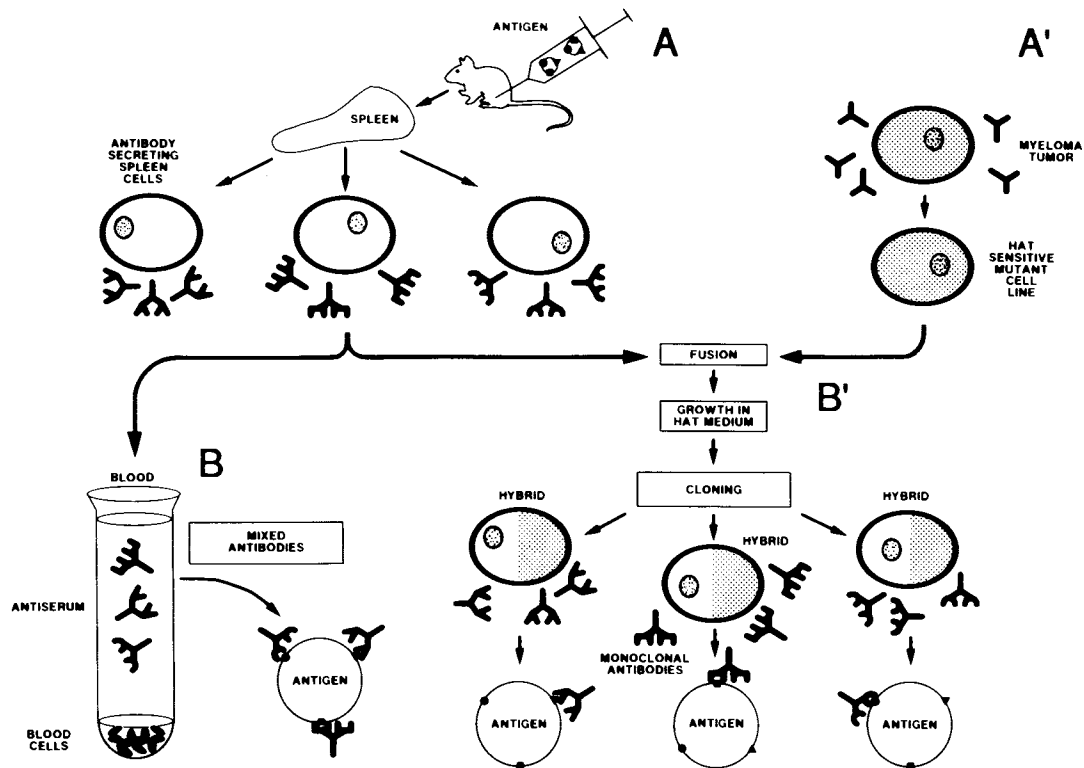 ANTIGEN
A
A'
SPLEEN
ANTIBODY
SECRETING
SPLEEN
CELLS
MYELOMA
TUMOR
HAT
SENSITIVE
MUTANT
CELL
LINE
FUSION
B'
GROWTH IN
HAT MEDIUM
B
BLOOD
CLONING
HYBRID
HYBRID
HYBRID
MIXED
ANTIBODIES
ANTISERUM
MONOCLONAL
ANTIBODIES
ANTIGEN
ANTIGEN
ANTIGEN
ANTIGEN
BLOOD
CELLS